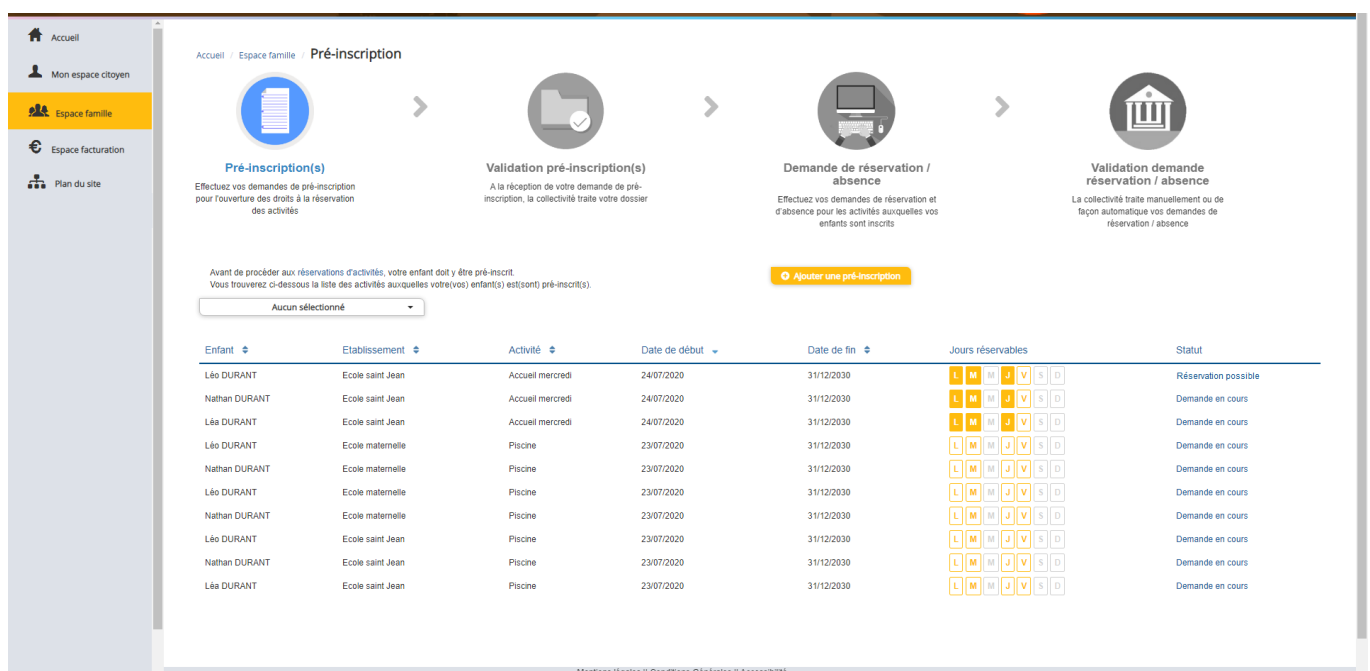 Accueil
Mon espace citoyen
Espace famille
Espace facturation
Plan du site
Accueil / Espace famille / Pré-inscription
Pré-inscription(s)
Effectuez vos demandes de pré-inscription
pour l'ouverture des droits à la réservation
des activités
Validation pré-inscription(s)
A la réception de votre demande de pré-
inscription, la collectivité traite votre dossier
Demande de réservation /
absence
Effectuez vos demandes de réservation et
d'absence pour les activités auxquelles vos
enfants sont inscrits
Validation demande
réservation / absence
La collectivité traite manuellement ou de
façon automatique vos demandes de
réservation / absence
Avant de procéder aux réservations d'activités, votre enfant doit y être pré-inscrit.
Vous trouverez ci-dessous la liste des activités auxquelles votre(vos) enfant(s) est(sont) pré-inscrit(s).
Ajouter une pré-inscription
Aucun sélectionné
Enfant Etablissement Activité Date de début Date de fin Jours réservables Statut
Léo DURANT Ecole saint Jean Accueil mercredi 24/07/2020 31/12/2030 L M M J V S D Réservation possible
Nathan DURANT Ecole saint Jean Accueil mercredi 24/07/2020 31/12/2030 L M M J V S D Demande en cours
Léa DURANT Ecole saint Jean Accueil mercredi 24/07/2020 31/12/2030 L M M J V S D Demande en cours
Léo DURANT Ecole maternelle Piscine 23/07/2020 31/12/2030 L M M J V S D Demande en cours
Nathan DURANT Ecole maternelle Piscine 23/07/2020 31/12/2030 L M M J V S D Demande en cours
Léo DURANT Ecole maternelle Piscine 23/07/2020 31/12/2030 L M M J V S D Demande en cours
Nathan DURANT Ecole maternelle Piscine 23/07/2020 31/12/2030 L M M J V S D Demande en cours
Léo DURANT Ecole saint Jean Piscine 23/07/2020 31/12/2030 L M M J V S D Demande en cours
Nathan DURANT Ecole saint Jean Piscine 23/07/2020 31/12/2030 L M M J V S D Demande en cours
Léa DURANT Ecole saint Jean Piscine 23/07/2020 31/12/2030 L M M J V S D Demande en cours
Mentions légales // Conditions Générales // Accessibilité